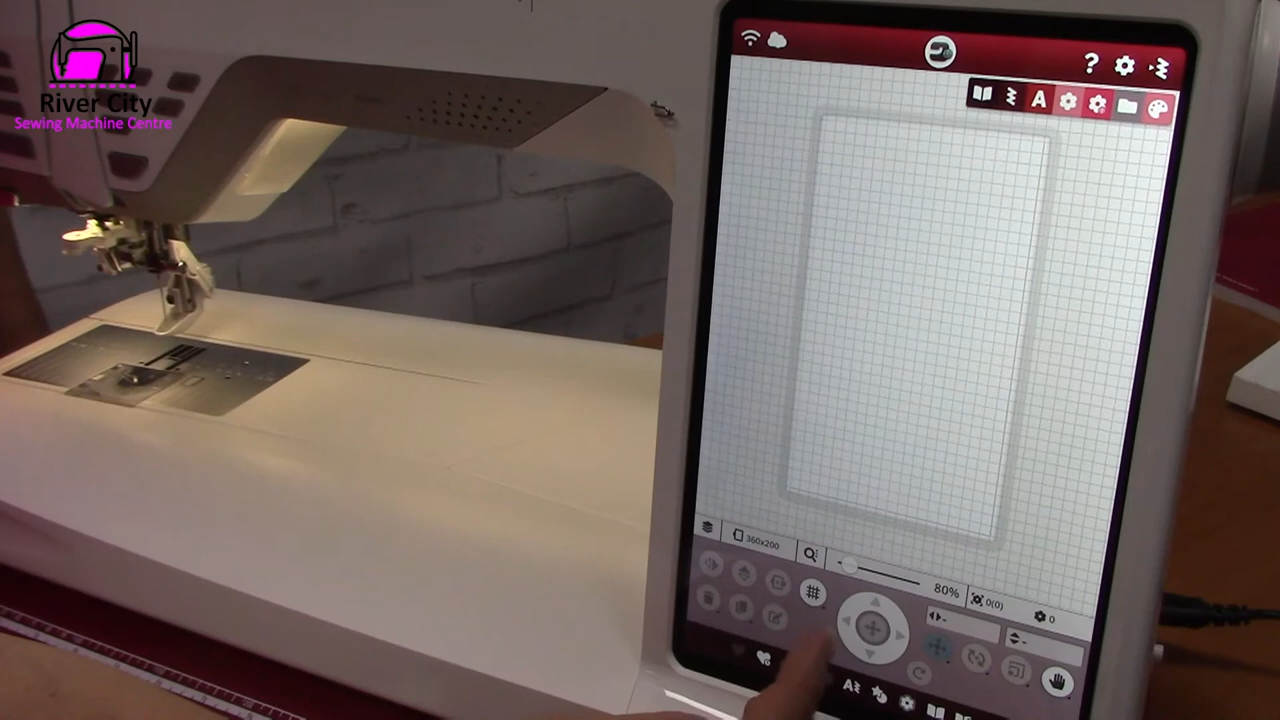 River City
Sewing Machine Centre
?
A
360x200
80%
0(0)
0
A